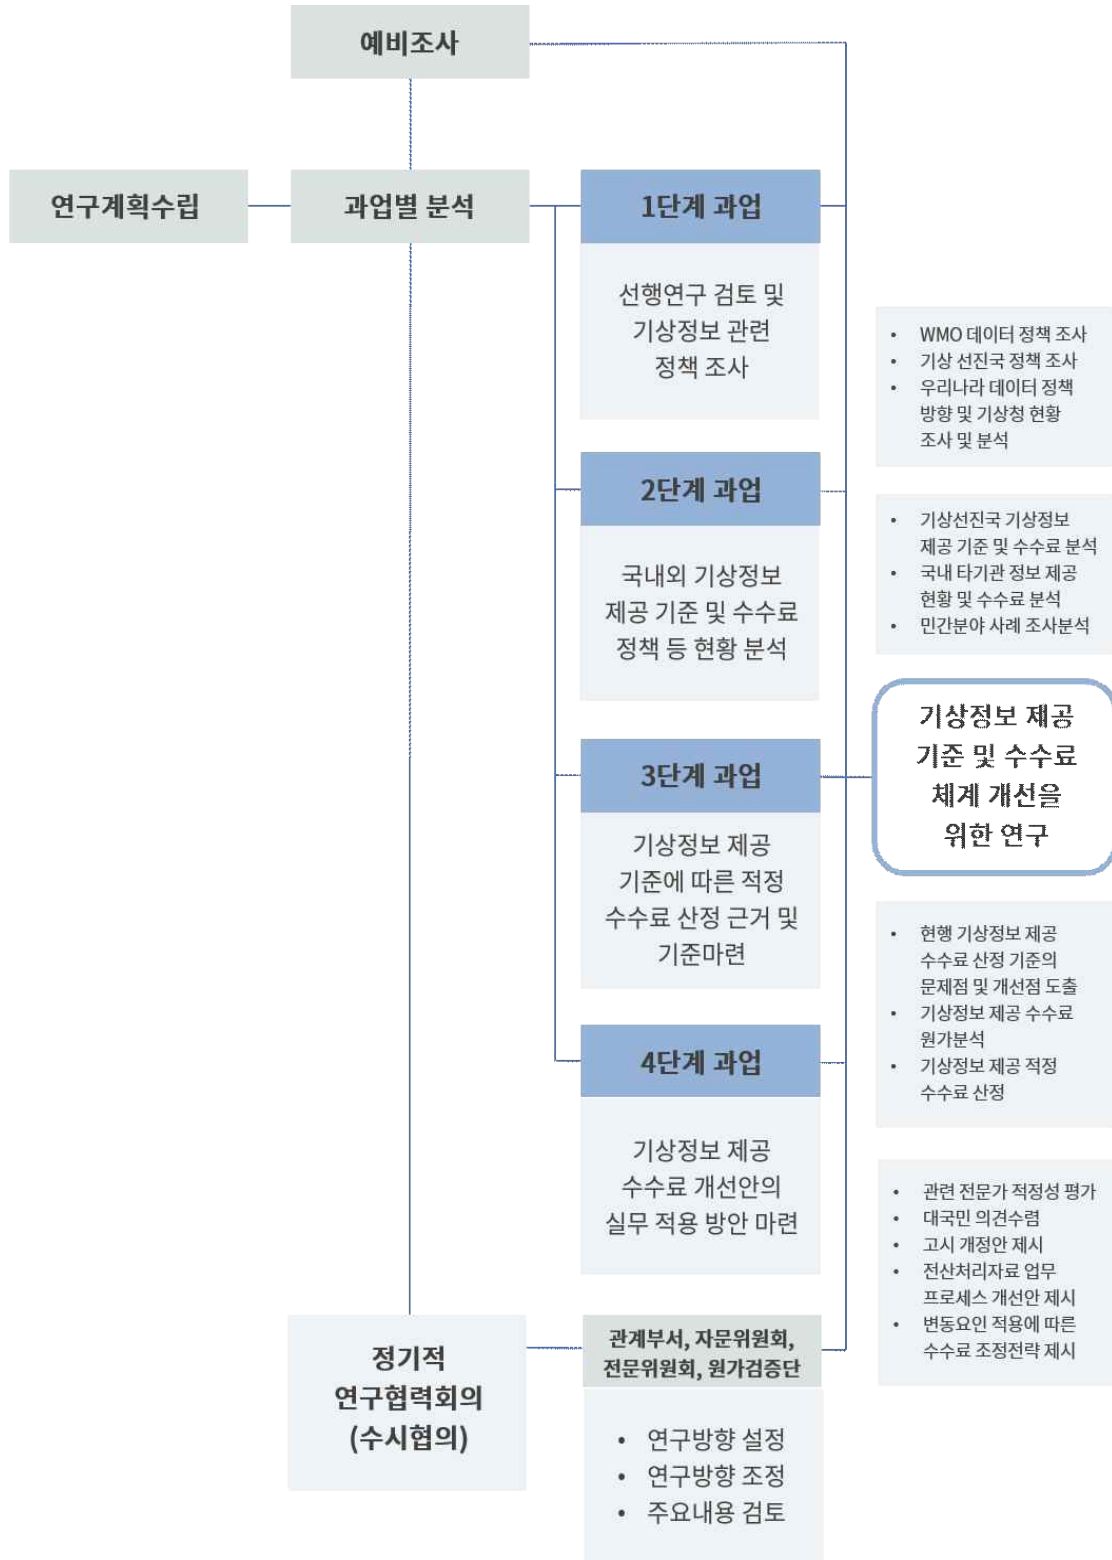 예비조사
연구계획수립
과업별 분석
1단계 과업
선행연구 검토 및
기상정보 관련
정책 조사
• WMO 데이터 정책 조사
• 기상 선진국 정책 조사
• 우리나라 데이터 정책
방향 및 기상청 현황
조사 및 분석
2단계 과업
국내외 기상정보
제공 기준 및 수수료
정책 등 현황 분석
• 기상선진국 기상정보
제공 기준 및 수수료 분석
• 국내 타기관 정보 제공
현황 및 수수료 분석
• 민간분야 사례 조사분석
기상정보 제공
기준 및 수수료
체계 개선을
위한 연구
3단계 과업
기상정보 제공
기준에 따른 적정
수수료 산정 근거 및
기준마련
• 현행 기상정보 제공
수수료 산정 기준의
문제점 및 개선점 도출
• 기상정보 제공 수수료
원가분석
• 기상정보 제공 적정
수수료 산정
4단계 과업
기상정보 제공
수수료 개선안의
실무 적용 방안 마련
• 관련 전문가 적정성 평가
• 대국민 의견수렴
• 고시 개정안 제시
• 전산처리자료 업무
프로세스 개선안 제시
• 변동요인 적용에 따른
수수료 조정전략 제시
정기적
연구협력회의
(수시협의)
관계부서, 자문위원회,
전문위원회, 원가검증단
• 연구방향 설정
• 연구방향 조정
• 주요내용 검토